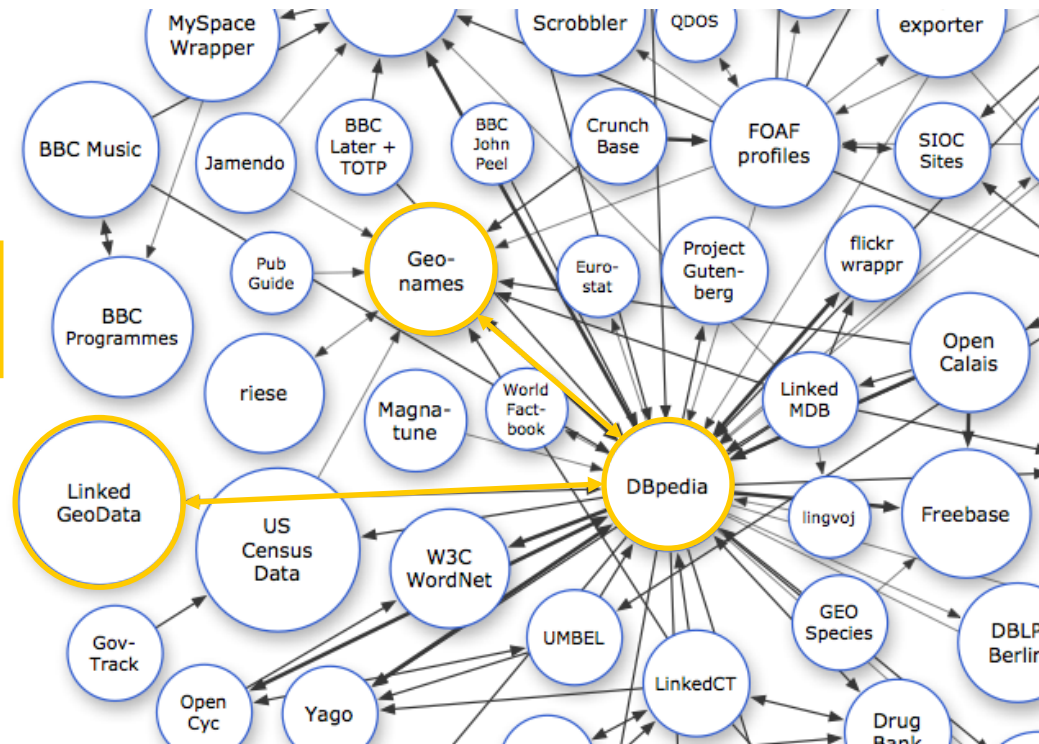 MySpace
Wrapper
Scrobbler
QDOS
exporter
BBC Music
Jamendo
BBC
Later +
TOTP
BBC
John
Peel
Crunch
Base
FOAF
profiles
SIOC
Sites
Pub
Guide
Geo-
names
Euro-
stat
Project
Guten-
berg
flickr
wrappr
BBC
Programmes
riese
Magna-
tune
World
Fact-
book
Linked
MDB
Open
Calais
Linked
GeoData
US
Census
Data
W3C
WordNet
DBpedia
lingvoj
Freebase
Gov-
Track
Open
Cyc
Yago
UMBEL
LinkedCT
GEO
Species
DBLP
Berlin
Drug
Bank